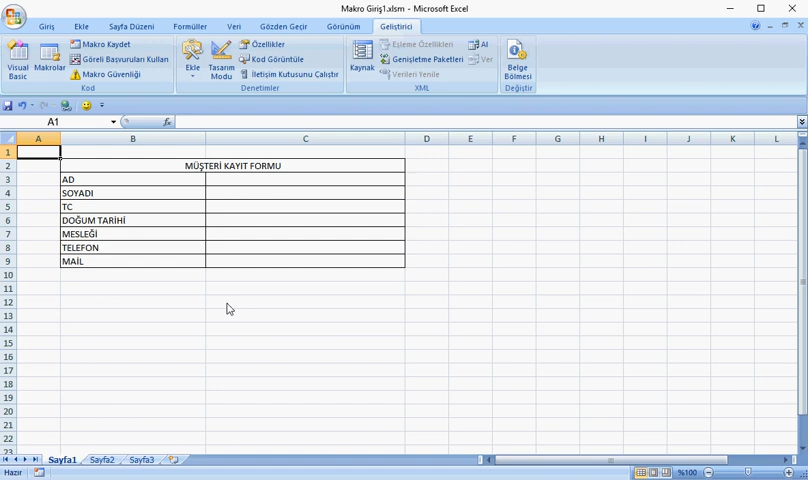 Makro Giriş1.xlsm - Microsoft Excel
Giriş Ekle Sayfa Düzeni Formüller Veri Gözden Geçir Görünüm Geliştirici
Visual Basic
Makrolar
Makro Kaydet
Göreli Başvuruları Kullan
Makro Güvenliği
Kod
Ekle
Tasarım Modu
Özellikler
Kod Görüntüle
İletişim Kutusunu Çalıştır
Denetimler
Kaynak
Eşleme Özellikleri
Genişletme Paketleri
Verileri Yenile
Al
Ver
XML
Belge Bölmesi
Değiştir
A1 fx
A B C D E F G H I J K L
1
2 MÜŞTERİ KAYIT FORMU
3 AD
4 SOYADI
5 TC
6 DOĞUM TARİHİ
7 MESLEĞİ
8 TELEFON
9 MAİL
10
11
12
13
14
15
16
17
18
19
20
21
22
23
Sayfa1 Sayfa2 Sayfa3
Hazır %100